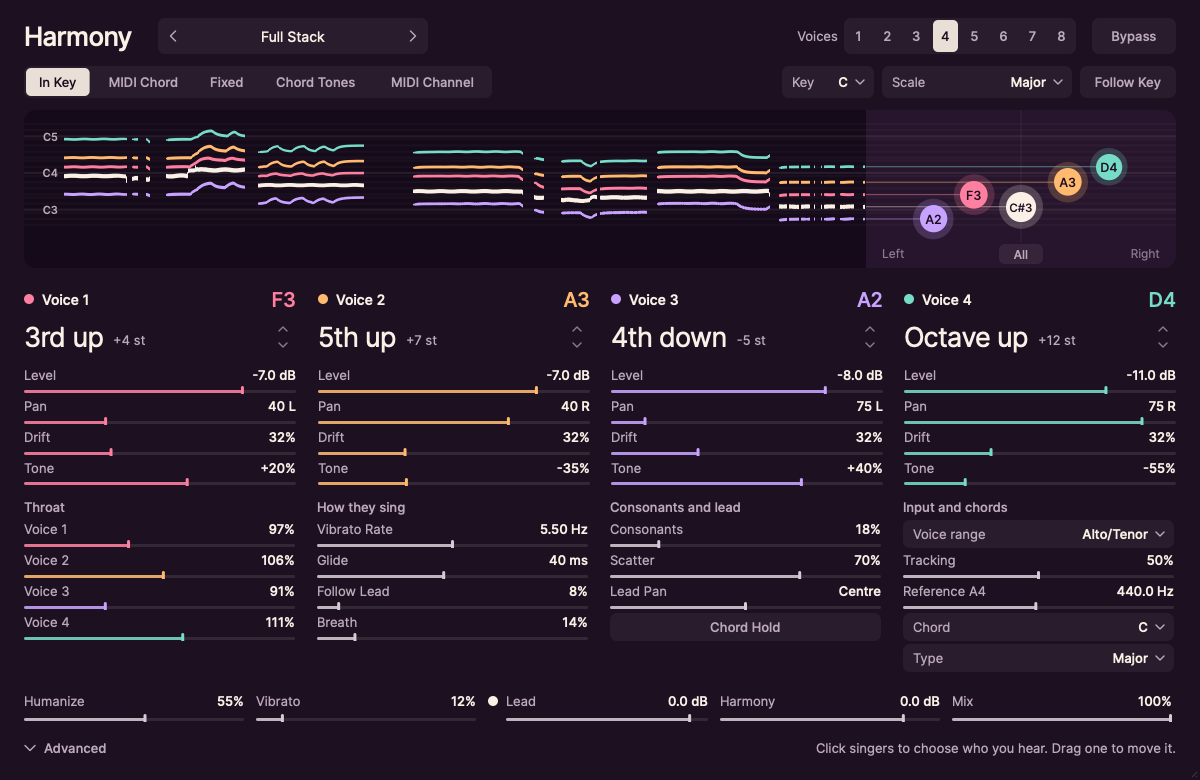 Harmony
Full Stack
Voices 1 2 3 4 5 6 7 8
Bypass
In Key MIDI Chord Fixed Chord Tones MIDI Channel
Key C
Scale Major
Follow Key
C5
C4
C3
D4
A3
F3
C#3
A2
Left All Right
Voice 1 F3
3rd up +4 st
Level -7.0 dB
Pan 40 L
Drift 32%
Tone +20%
Voice 2 A3
5th up +7 st
Level -7.0 dB
Pan 40 R
Drift 32%
Tone -35%
Voice 3 A2
4th down -5 st
Level -8.0 dB
Pan 75 L
Drift 32%
Tone +40%
Voice 4 D4
Octave up +12 st
Level -11.0 dB
Pan 75 R
Drift 32%
Tone -55%
Throat
Voice 1 97%
Voice 2 106%
Voice 3 91%
Voice 4 111%
How they sing
Vibrato Rate 5.50 Hz
Glide 40 ms
Follow Lead 8%
Breath 14%
Consonants and lead
Consonants 18%
Scatter 70%
Lead Pan Centre
Chord Hold
Input and chords
Voice range Alto/Tenor
Tracking 50%
Reference A4 440.0 Hz
Chord C
Type Major
Humanize 55%
Vibrato 12%
Lead 0.0 dB
Harmony 0.0 dB
Mix 100%
Advanced
Click singers to choose who you hear. Drag one to move it.